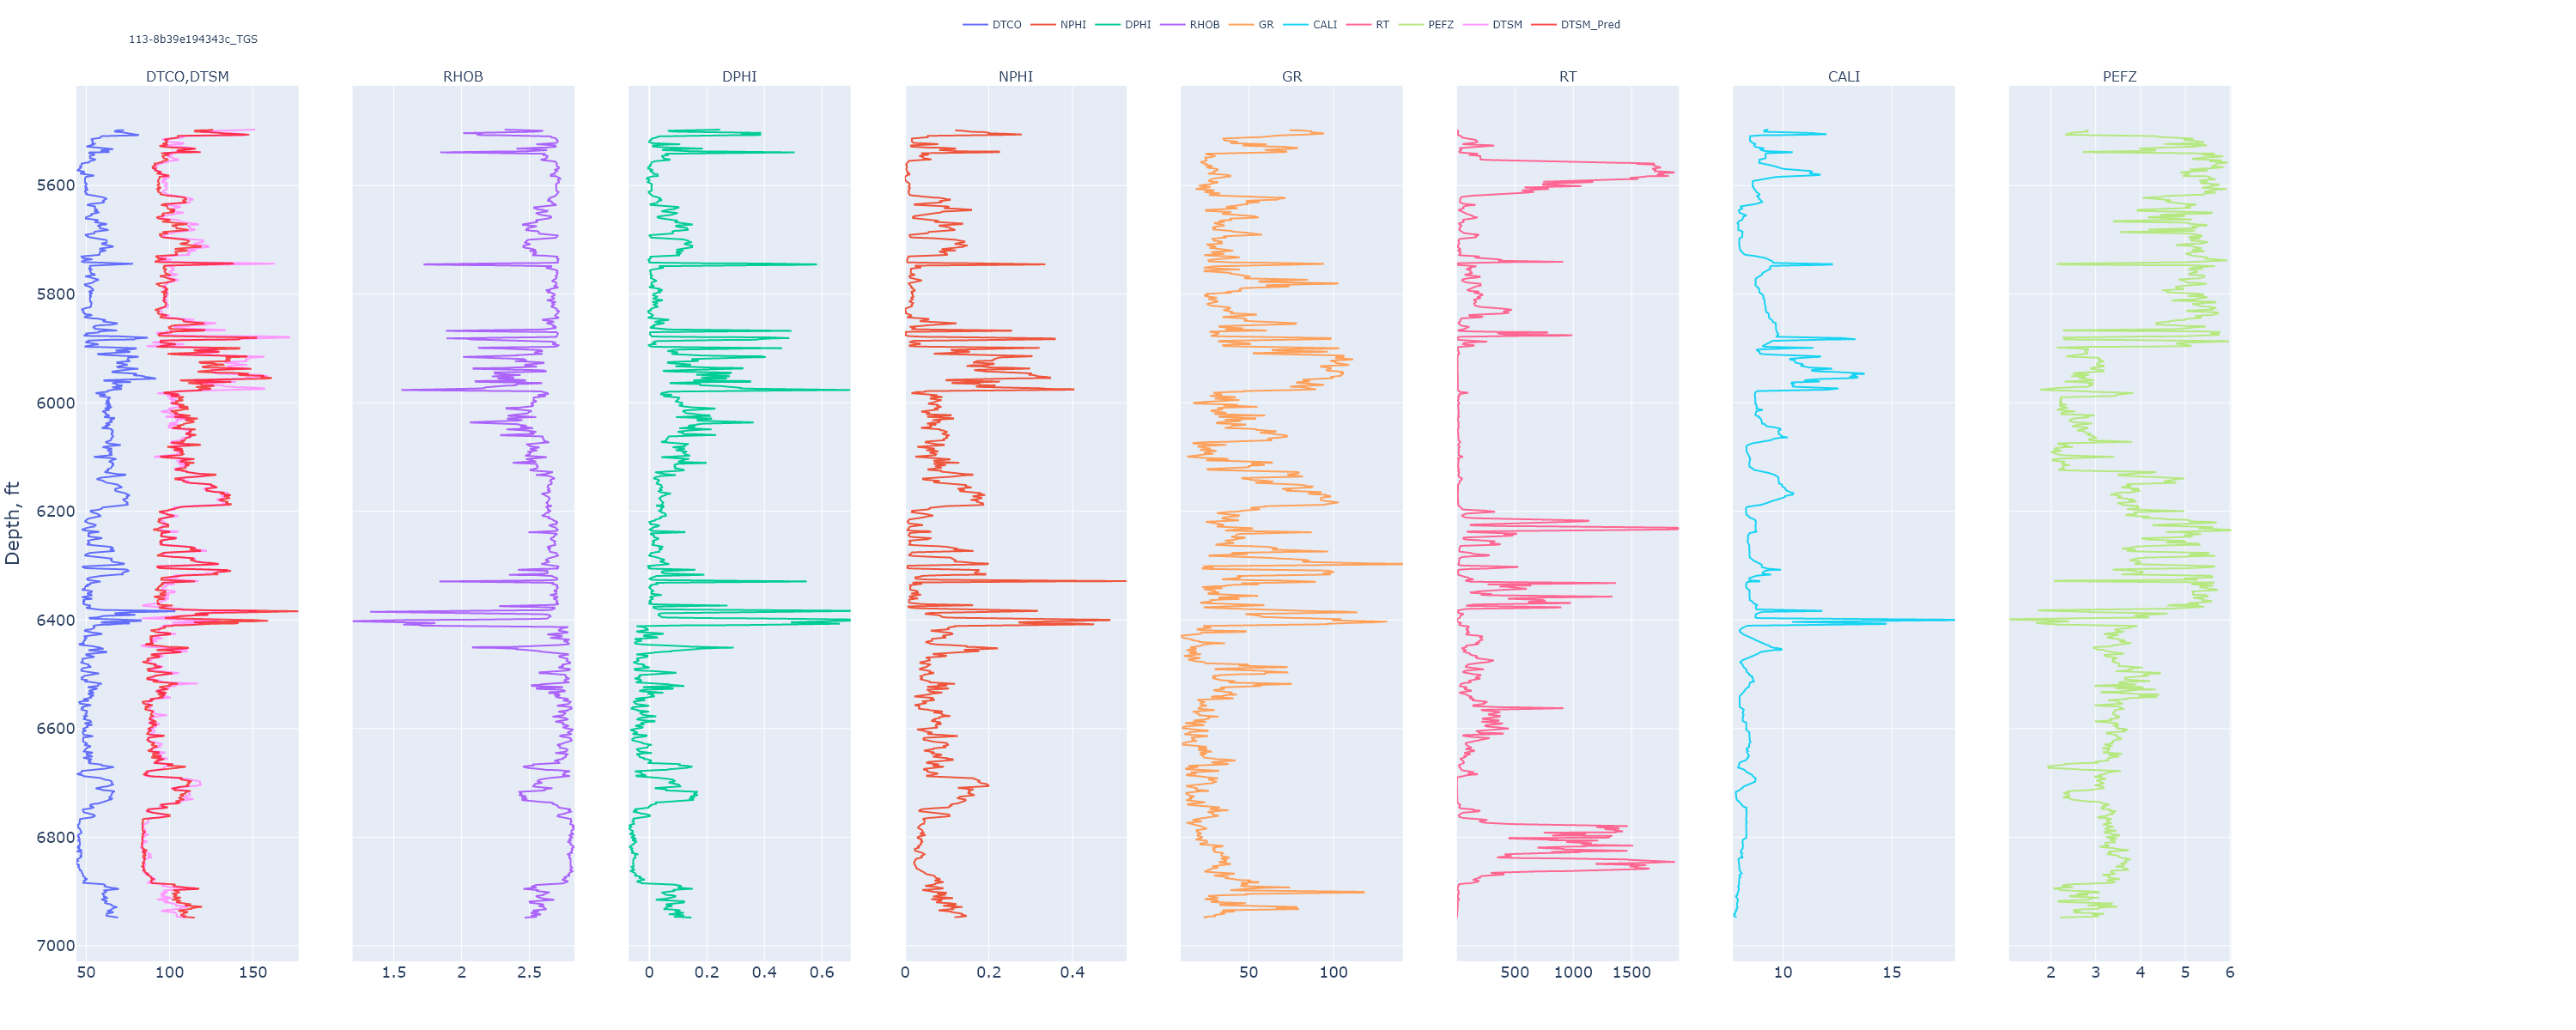 DTCO NPHI DPHI RHOB GR CALI RT PEFZ DTSM DTSM_Pred
113-8b39e194343c_TGS
DTCO,DTSM RHOB DPHI NPHI GR RT CALI PEFZ
Depth, ft
5600
5800
6000
6200
6400
6600
6800
7000
50 100 150 1.5 2 2.5 0 0.2 0.4 0.6 0 0.2 0.4 50 100 500 1000 1500 10 15 2 3 4 5 6